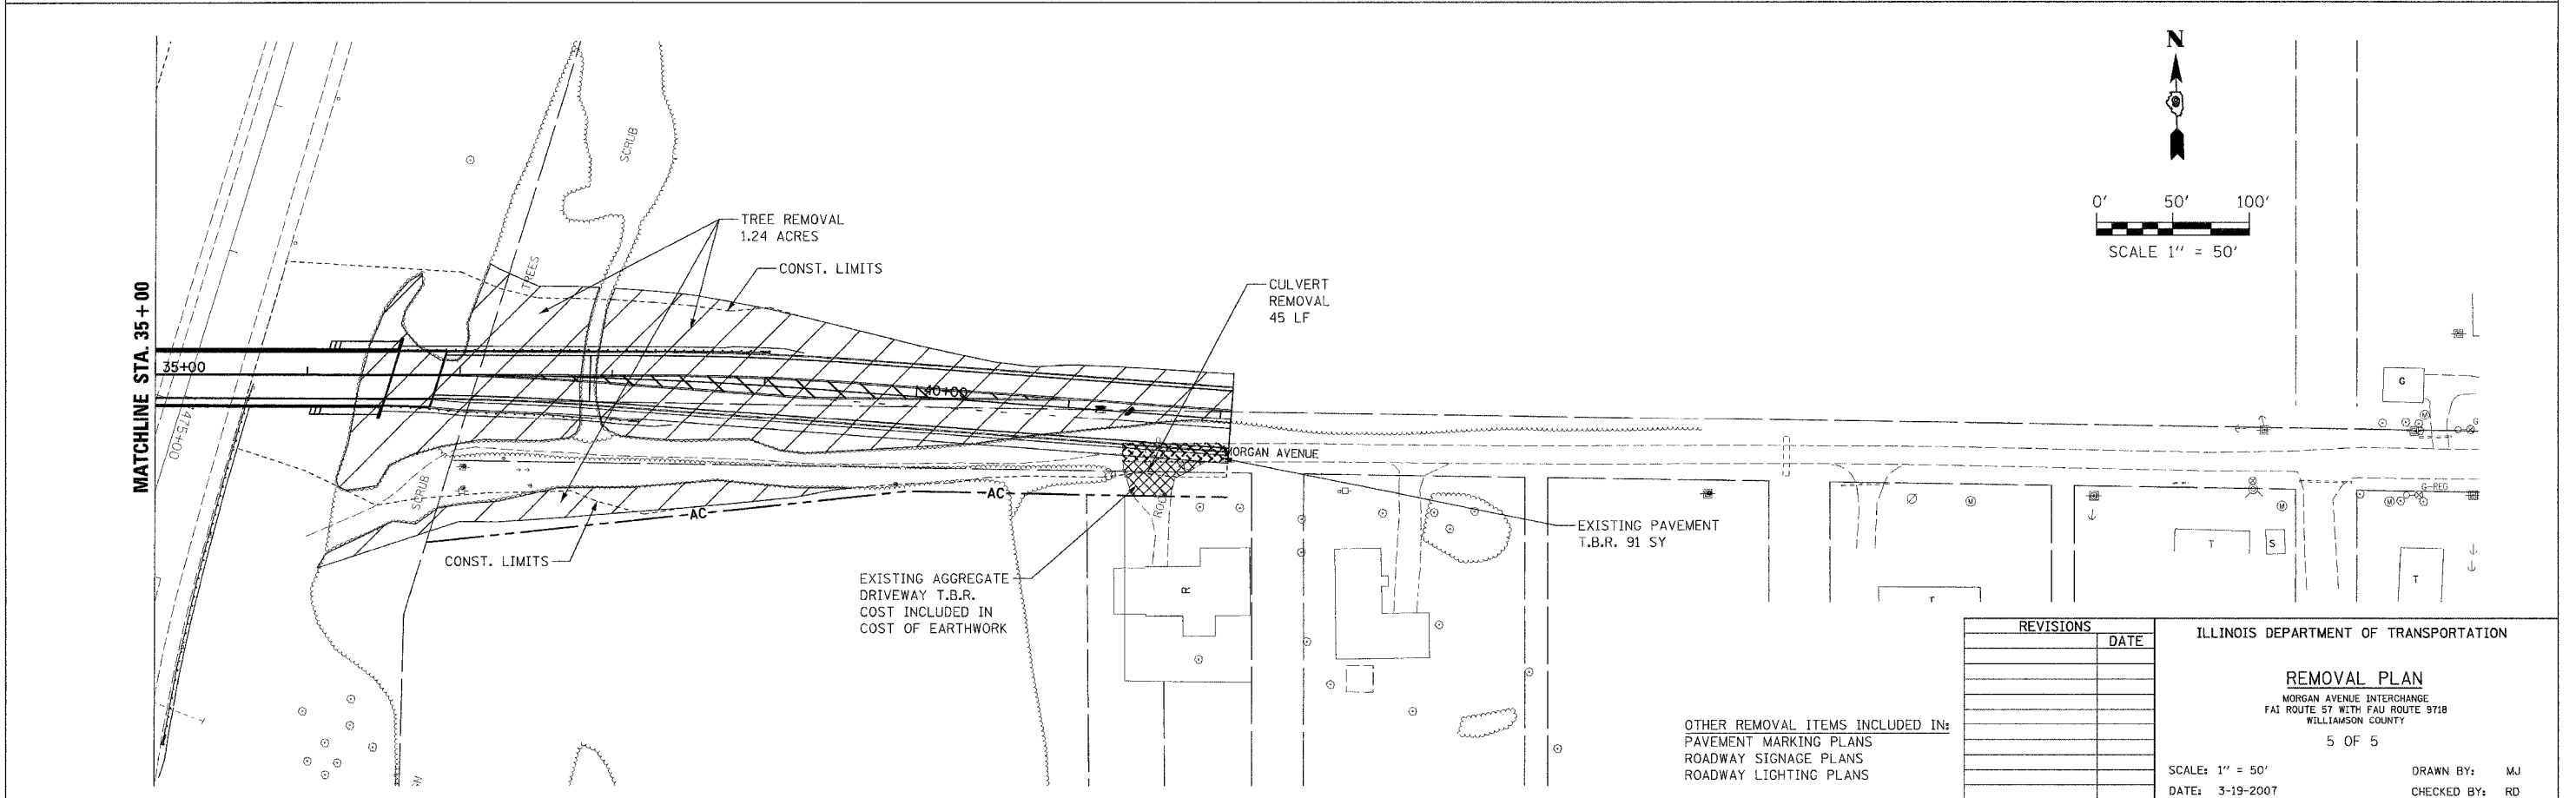 N
0' 50' 100'
SCALE 1" = 50'
SCRUB
TREES
TREE REMOVAL
1.24 ACRES
CONST. LIMITS
CULVERT
REMOVAL
45 LF
MATCHLINE STA. 35+00
35+00
40+00
1475+00
MORGAN AVENUE
SCRUB
AC
AC
CONST. LIMITS
EXISTING AGGREGATE
DRIVEWAY T.B.R.
COST INCLUDED IN
COST OF EARTHWORK
EXISTING PAVEMENT
T.B.R. 91 SY
R
G
G
M
M
M
M
G-REG
T
S
T
T
OTHER REMOVAL ITEMS INCLUDED IN:
PAVEMENT MARKING PLANS
ROADWAY SIGNAGE PLANS
ROADWAY LIGHTING PLANS
REVISIONS
DATE
ILLINOIS DEPARTMENT OF TRANSPORTATION
REMOVAL PLAN
MORGAN AVENUE INTERCHANGE
FAI ROUTE 57 WITH FAU ROUTE 9718
WILLIAMSON COUNTY
5 OF 5
SCALE: 1" = 50'
DRAWN BY: MJ
DATE: 3-19-2007
CHECKED BY: RD